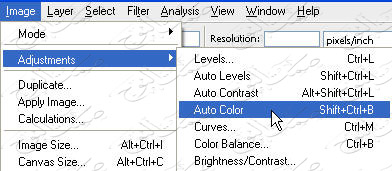 Image Layer Select Filter Analysis View Window Help
Mode
Resolution: pixels/inch
Adjustments
Levels... Ctrl+L
Auto Levels Shift+Ctrl+L
Duplicate...
Auto Contrast Alt+Shift+Ctrl+L
Apply Image...
Auto Color Shift+Ctrl+B
Calculations...
Curves... Ctrl+M
Image Size... Alt+Ctrl+I
Color Balance... Ctrl+B
Canvas Size... Alt+Ctrl+C
Brightness/Contrast...